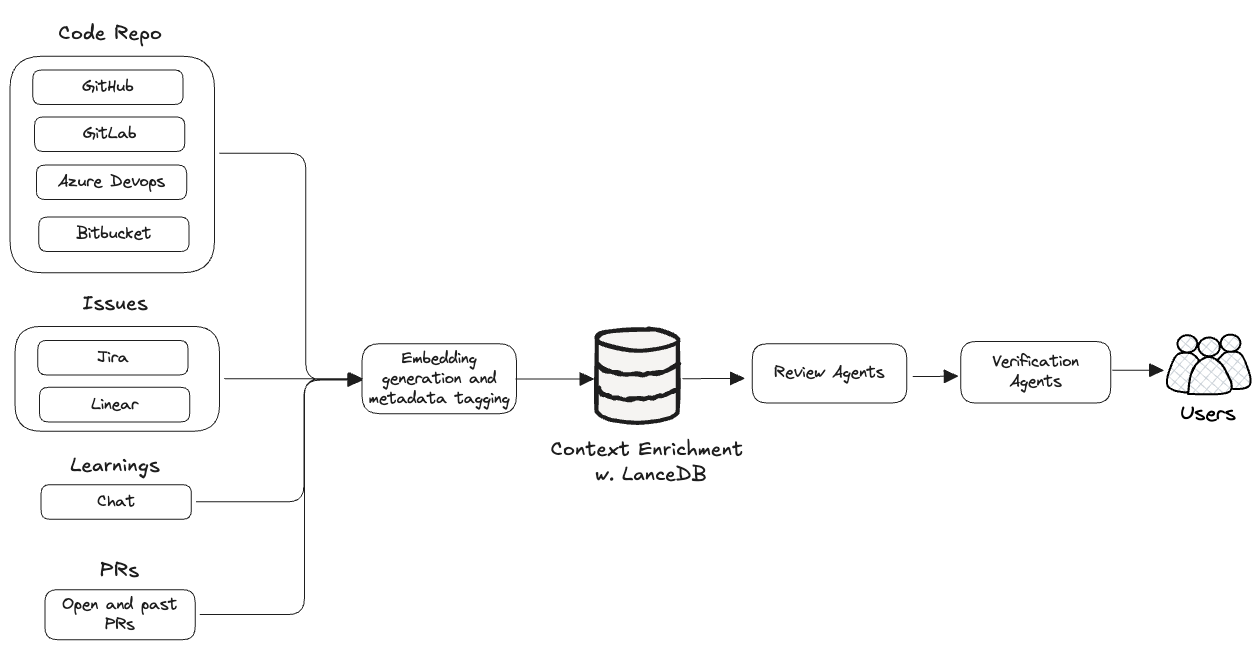 Code Repo
GitHub
GitLab
Azure Devops
Bitbucket
Issues
Jira
Linear
Learnings
Chat
PRs
Open and past
PRs
Embedding
generation and
metadata tagging
Context Enrichment
w. LanceDB
Review Agents
Verification
Agents
Users